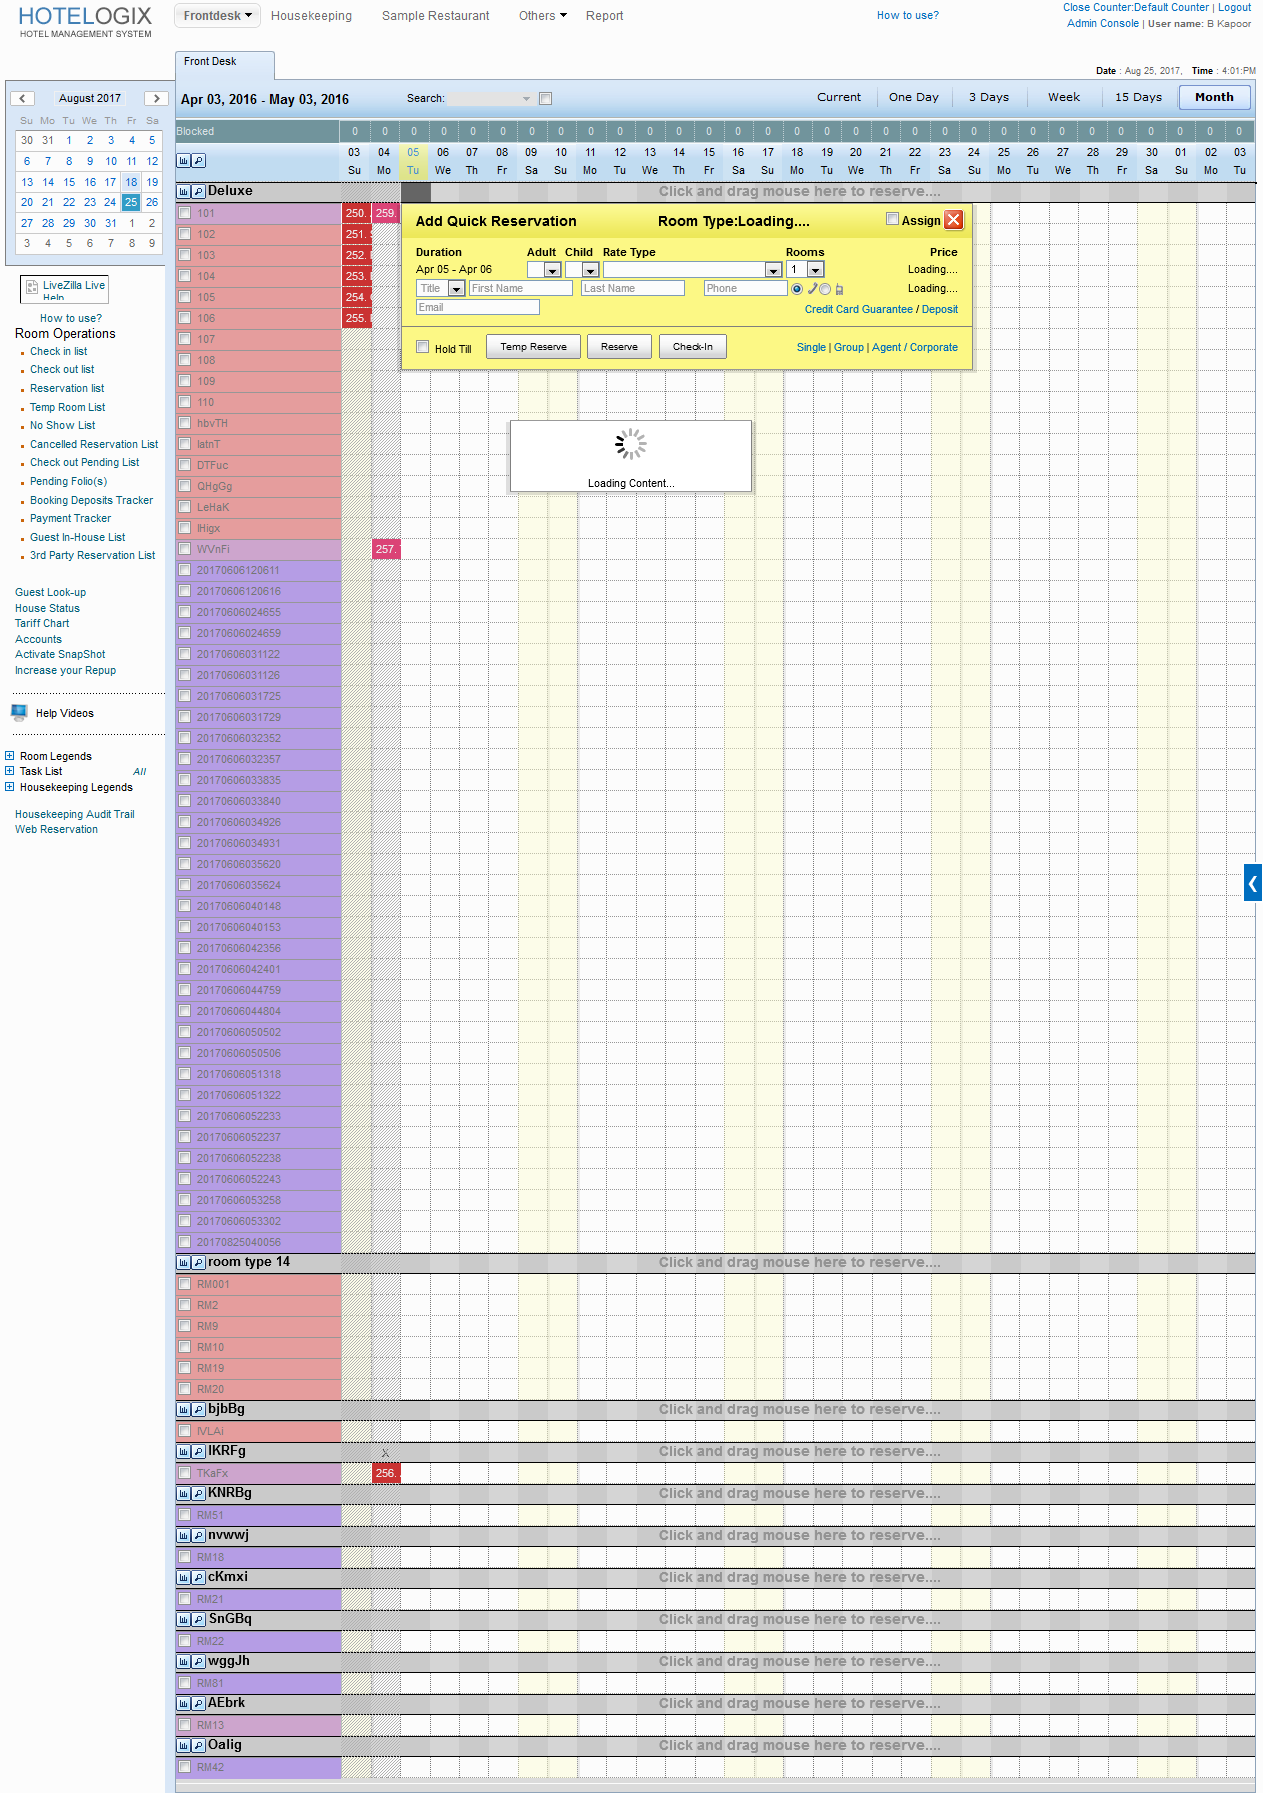 HOTELOGIX
HOTEL MANAGEMENT SYSTEM
Frontdesk
Housekeeping
Sample Restaurant
Others
Report
How to use?
Close Counter:Default Counter | Logout
Admin Console | User name: B Kapoor
Front Desk
Date : Aug 25, 2017, Time : 4:01:PM
August 2017
Su Mo Tu We Th Fr Sa
30 31 1 2 3 4 5
6 7 8 9 10 11 12
13 14 15 16 17 18 19
20 21 22 23 24 25 26
27 28 29 30 31 1 2
3 4 5 6 7 8 9
LiveZilla Live Help
How to use?
Room Operations
Check in list
Check out list
Reservation list
Temp Room List
No Show List
Cancelled Reservation List
Check out Pending List
Pending Folio(s)
Booking Deposits Tracker
Payment Tracker
Guest In-House List
3rd Party Reservation List
Guest Look-up
House Status
Tariff Chart
Accounts
Activate SnapShot
Increase your Repup
Help Videos
Room Legends
Task List All
Housekeeping Legends
Housekeeping Audit Trail
Web Reservation
Apr 03, 2016 - May 03, 2016
Search:
Current
One Day
3 Days
Week
15 Days
Month
Blocked 0 0 0 0 0 0 0 0 0 0 0 0 0 0 0 0 0 0 0 0 0 0 0 0 0 0 0 0 0 0 0
03 04 05 06 07 08 09 10 11 12 13 14 15 16 17 18 19 20 21 22 23 24 25 26 27 28 29 30 01 02 03
Su Mo Tu We Th Fr Sa Su Mo Tu We Th Fr Sa Su Mo Tu We Th Fr Sa Su Mo Tu We Th Fr Sa Su Mo Tu
Deluxe Click and drag mouse here to reserve....
101 250. 259.
102 251.
103 252.
104 253.
105 254.
106 255.
107
108
109
110
hbvTH
latnT
DTFuc
QHgGg
LeHaK
IHigx
WVnFi 257.
20170606120611
20170606120616
20170606024655
20170606024659
20170606031122
20170606031126
20170606031725
20170606031729
20170606032352
20170606032357
20170606033835
20170606033840
20170606034926
20170606034931
20170606035620
20170606035624
20170606040148
20170606040153
20170606042356
20170606042401
20170606044759
20170606044804
20170606050502
20170606050506
20170606051318
20170606051322
20170606052233
20170606052237
20170606052238
20170606052243
20170606053258
20170606053302
20170825040056
room type 14 Click and drag mouse here to reserve....
RM001
RM2
RM9
RM10
RM19
RM20
bjbBg Click and drag mouse here to reserve....
IVLAi
IKRFg X Click and drag mouse here to reserve....
TKaFx 256.
KNRBg Click and drag mouse here to reserve....
RM51
nvwwj Click and drag mouse here to reserve....
RM18
cKmxi Click and drag mouse here to reserve....
RM21
SnGBq Click and drag mouse here to reserve....
RM22
wggJh Click and drag mouse here to reserve....
RM81
AEbrk Click and drag mouse here to reserve....
RM13
Oalig Click and drag mouse here to reserve....
RM42
Add Quick Reservation
Room Type:Loading....
Assign
Duration Adult Child Rate Type Rooms Price
Apr 05 - Apr 06 1 Loading....
Title First Name Last Name Phone Loading....
Email
Credit Card Guarantee / Deposit
Hold Till
Temp Reserve
Reserve
Check-In
Single | Group | Agent / Corporate
Loading Content...